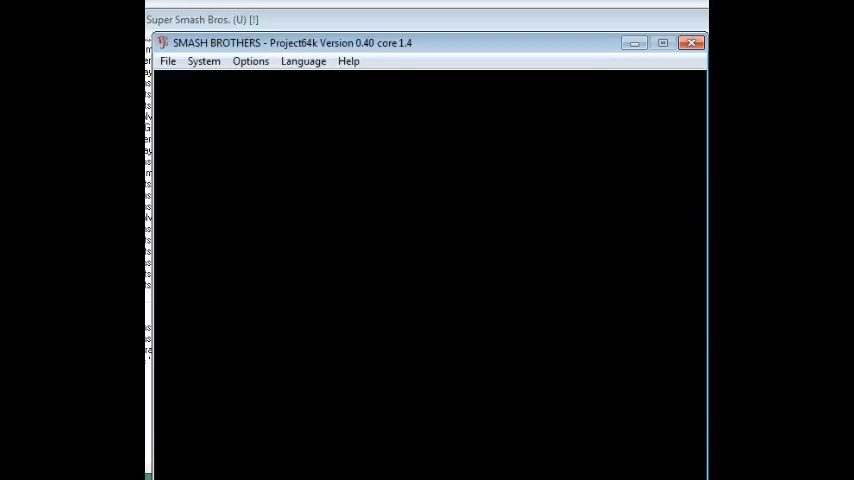 Super Smash Bros. (U) [!]
SMASH BROTHERS - Project64k Version 0.40 core 1.4
File System Options Language Help